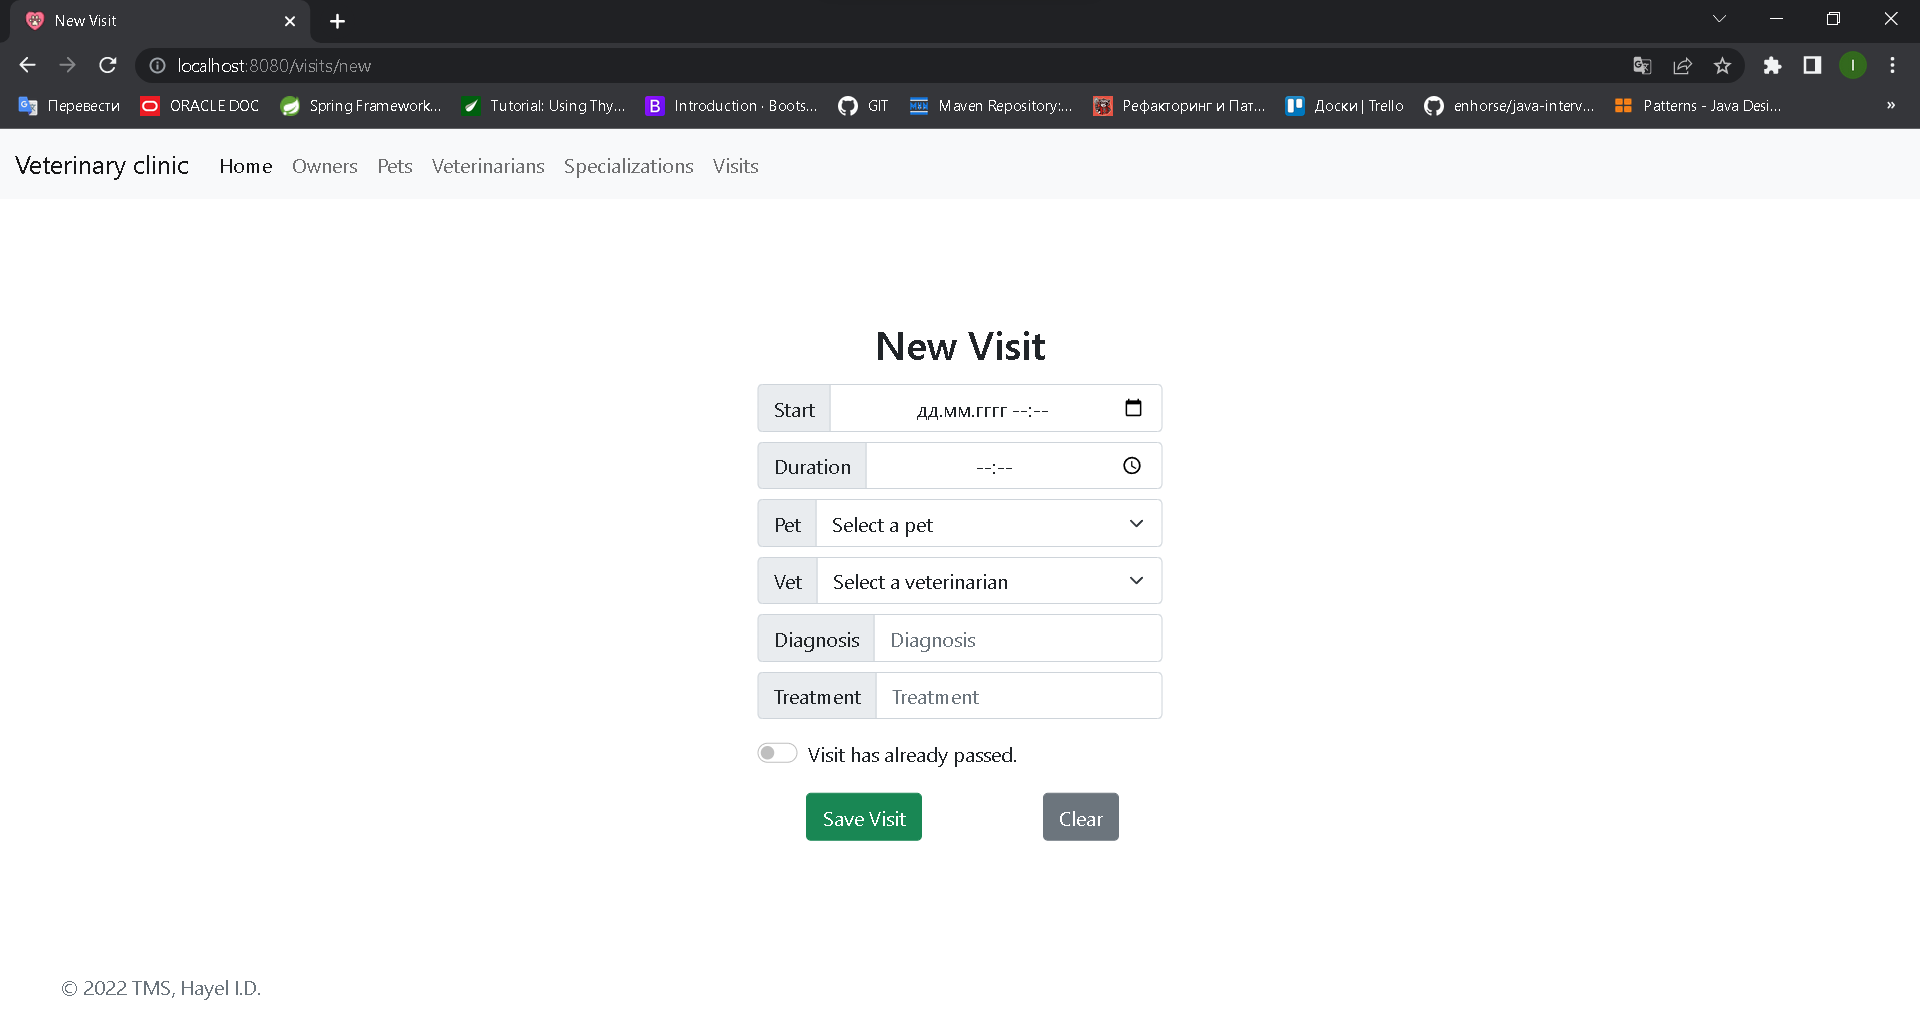 New Visit
localhost:8080/visits/new
Перевести ORACLE DOC Spring Framework... Tutorial: Using Thy... Introduction · Boots... GIT Maven Repository:... Рефакторинг и Пат... Доски | Trello enhorse/java-interv... Patterns - Java Desi... »
Veterinary clinic Home Owners Pets Veterinarians Specializations Visits
New Visit
Start дд.мм.гггг --:--
Duration --:--
Pet Select a pet
Vet Select a veterinarian
Diagnosis Diagnosis
Treatment Treatment
Visit has already passed.
Save Visit Clear
© 2022 TMS, Hayel I.D.